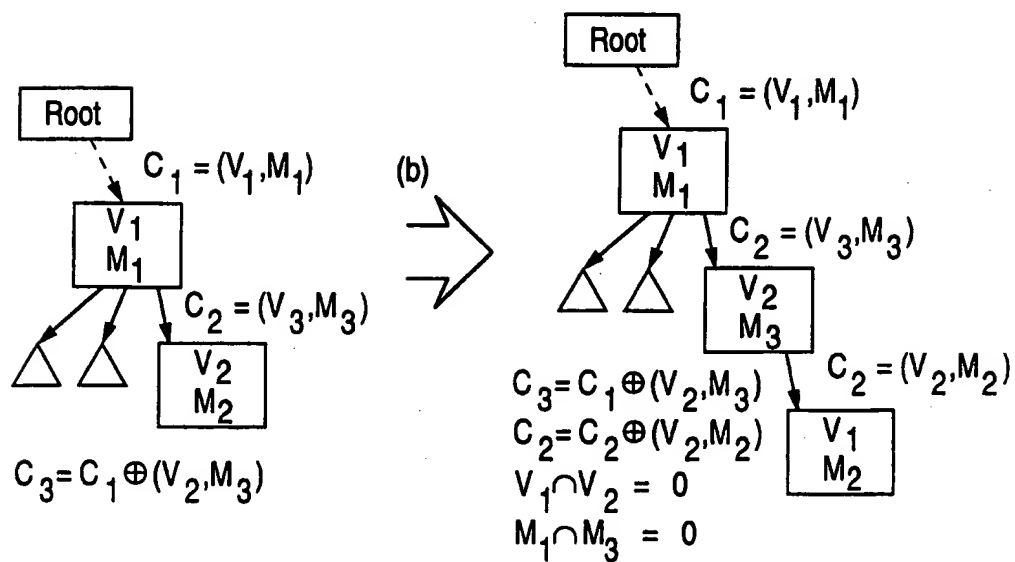 Root
C1 = (V1,M1)
V1
M1
C2 = (V3,M3)
V2
M2
C3= C1 ⊕ (V2,M3)
(b)
Root
C1 = (V1,M1)
V1
M1
C2 = (V3,M3)
V2
M3
C2 = (V2,M2)
V1
M2
C3= C1 ⊕ (V2,M3)
C2= C2 ⊕ (V2,M2)
V1∩V2 = 0
M1∩M3 = 0